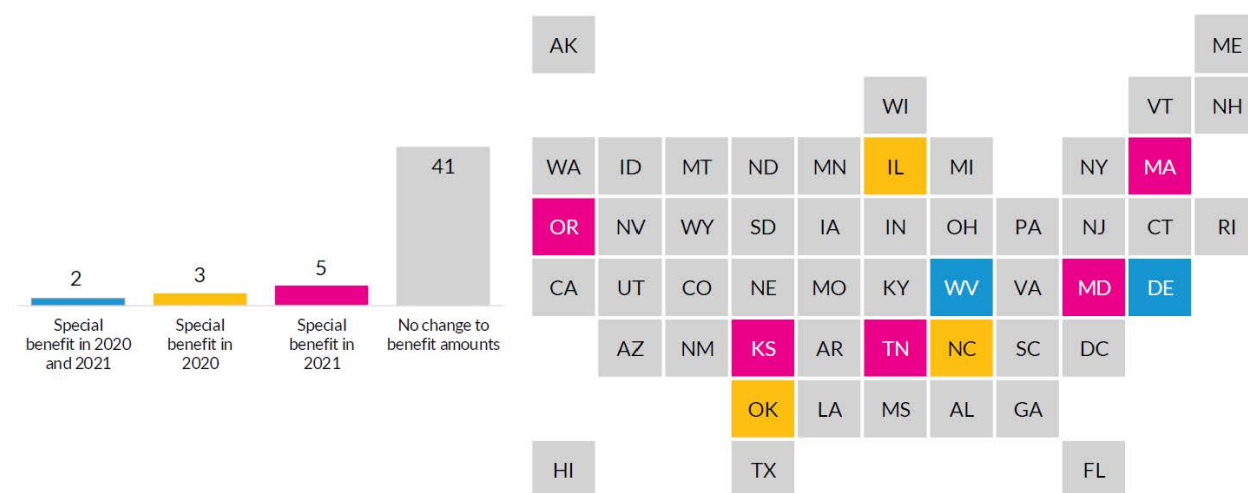 2
3
5
41
Special
benefit in 2020
and 2021
Special
benefit in
2020
Special
benefit in
2021
No change to
benefit amounts
AK ME
WI VT NH
WA ID MT ND MN IL MI NY MA
OR NV WY SD IA IN OH PA NJ CT RI
CA UT CO NE MO KY WV VA MD DE
AZ NM KS AR TN NC SC DC
OK LA MS AL GA
HI TX FL